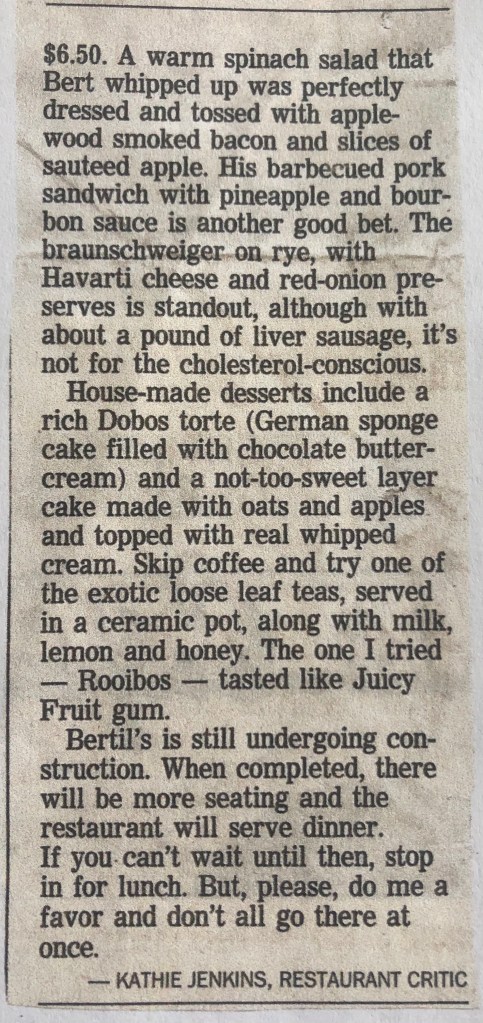 $6.50. A warm spinach salad that
Bert whipped up was perfectly
dressed and tossed with apple-
wood smoked bacon and slices of
sauteed apple. His barbecued pork
sandwich with pineapple and bour-
bon sauce is another good bet. The
braunschweiger on rye, with
Havarti cheese and red-onion pre-
serves is standout, although with
about a pound of liver sausage, it's
not for the cholesterol-conscious.
House-made desserts include a
rich Dobos torte (German sponge
cake filled with chocolate butter-
cream) and a not-too-sweet layer
cake made with oats and apples
and topped with real whipped
cream. Skip coffee and try one of
the exotic loose leaf teas, served
in a ceramic pot, along with milk,
lemon and honey. The one I tried
— Rooibos — tasted like Juicy
Fruit gum.
Bertil's is still undergoing con-
struction. When completed, there
will be more seating and the
restaurant will serve dinner.
If you can't wait until then, stop
in for lunch. But, please, do me a
favor and don't all go there at
once.
— KATHIE JENKINS, RESTAURANT CRITIC